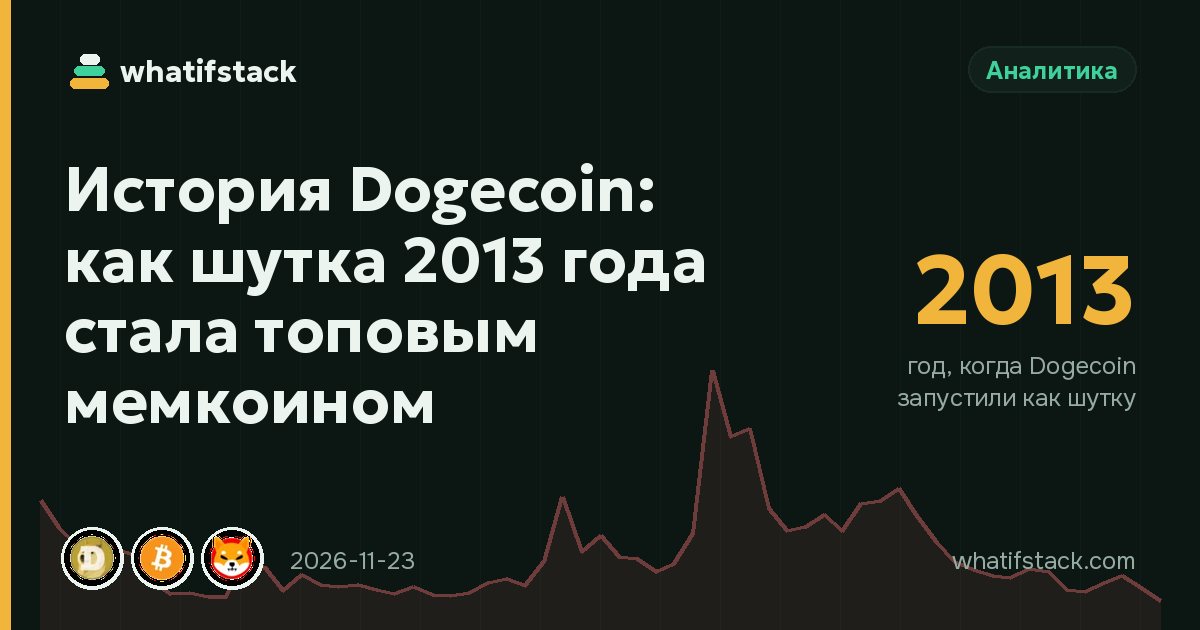 whatifstack
Аналитика
История Dogecoin:
как шутка 2013 года
стала топовым
мемкоином
2013
год, когда Dogecoin
запустили как шутку
2026-11-23
whatifstack.com